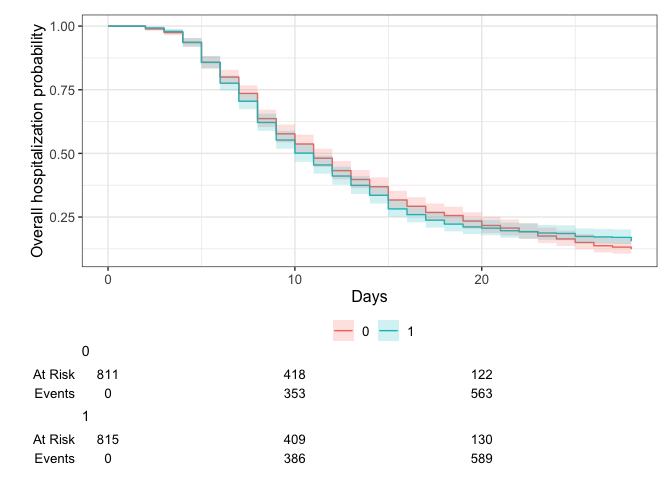 Overall hospitalization probability
1.00
0.75
0.50
0.25
0 10 20
Days
0 1
0
At Risk 811 418 122
Events 0 353 563
1
At Risk 815 409 130
Events 0 386 589